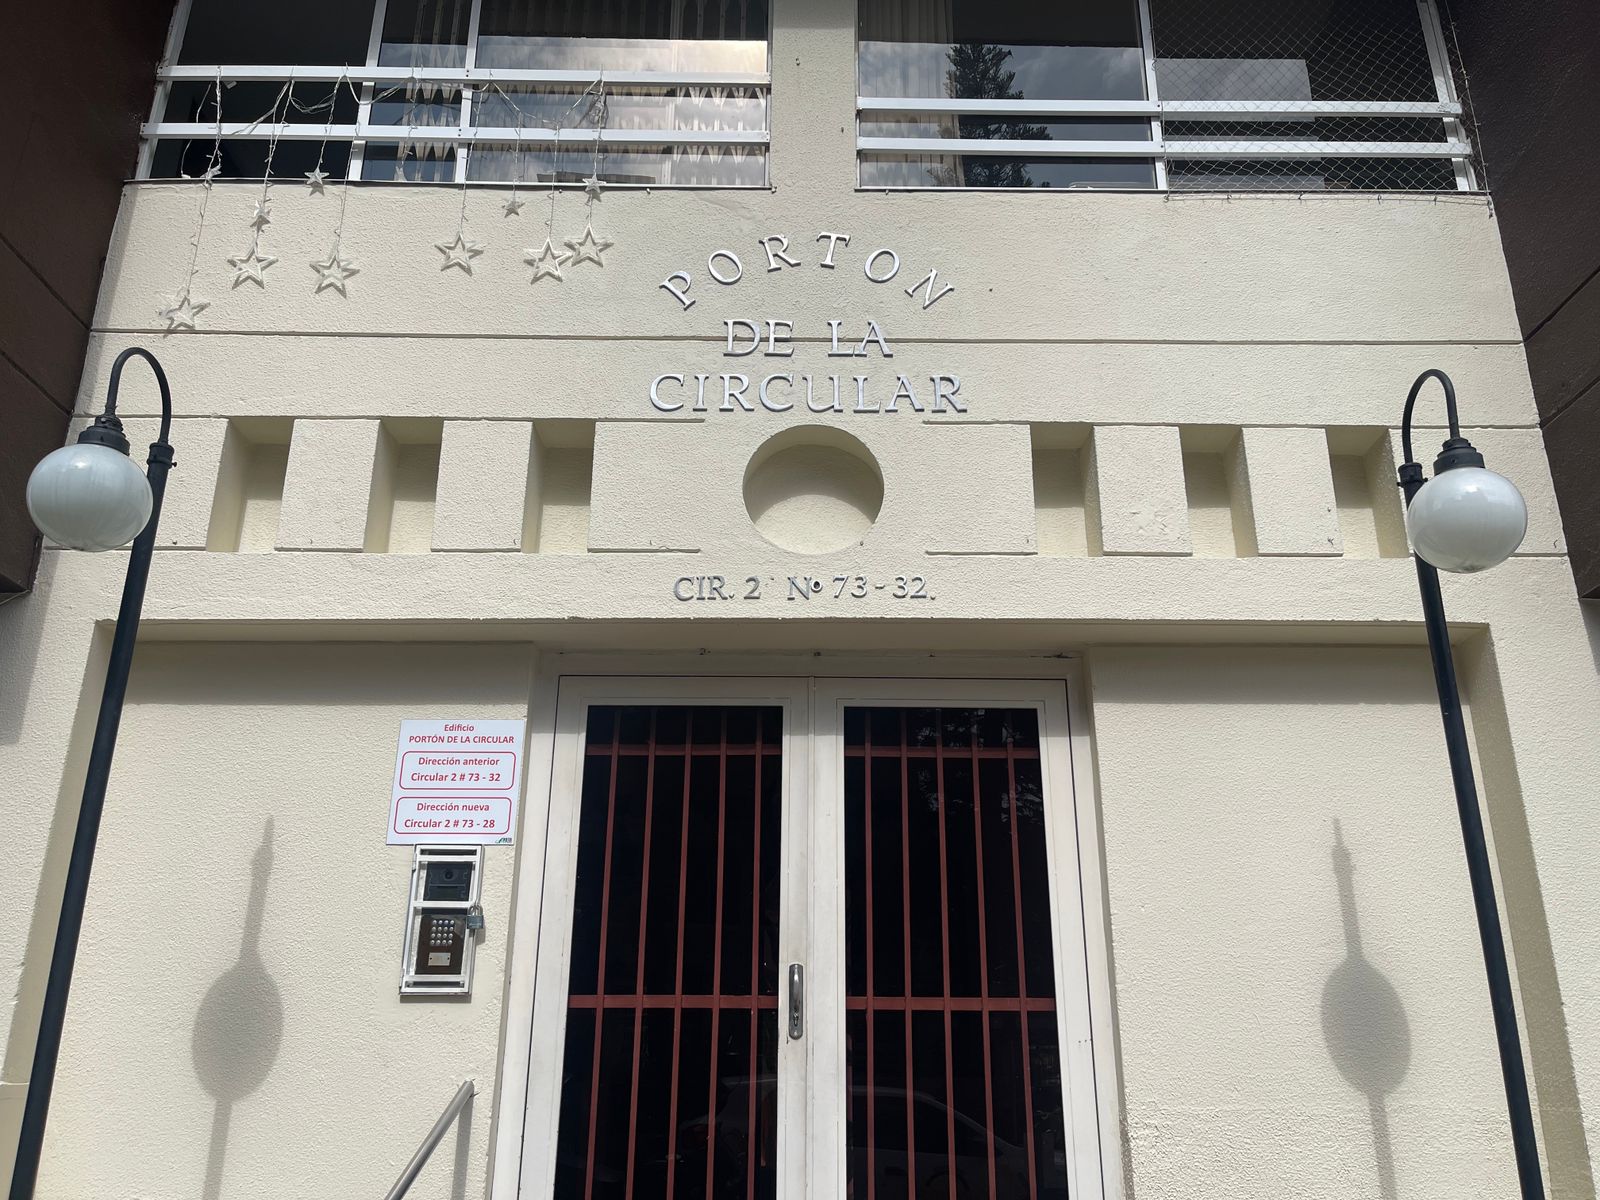 PORTON
DE LA
CIRCULAR
CIR. 2 Nº 73-32.
Edificio
PORTÓN DE LA CIRCULAR
Dirección anterior
Circular 2 # 73 - 32
Dirección nueva
Circular 2 # 73 - 28